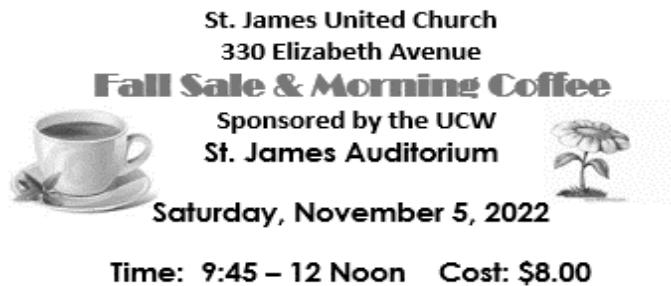 St. James United Church
330 Elizabeth Avenue
Fall Sale & Morning Coffee
Sponsored by the UCW
St. James Auditorium
Saturday, November 5, 2022
Time: 9:45 – 12 Noon Cost: $8.00